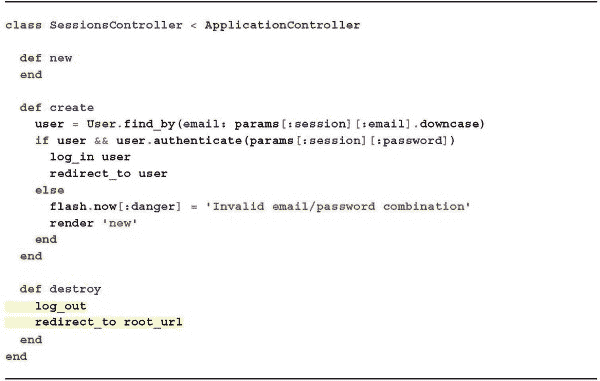 class SessionsController < ApplicationController
def new
end
def create
user = User.find_by(email: params[:session][:email].downcase)
if user && user.authenticate(params[:session][:password])
log_in user
redirect_to user
else
flash.now[:danger] = 'Invalid email/password combination'
render 'new'
end
end
def destroy
log_out
redirect_to root_url
end
end